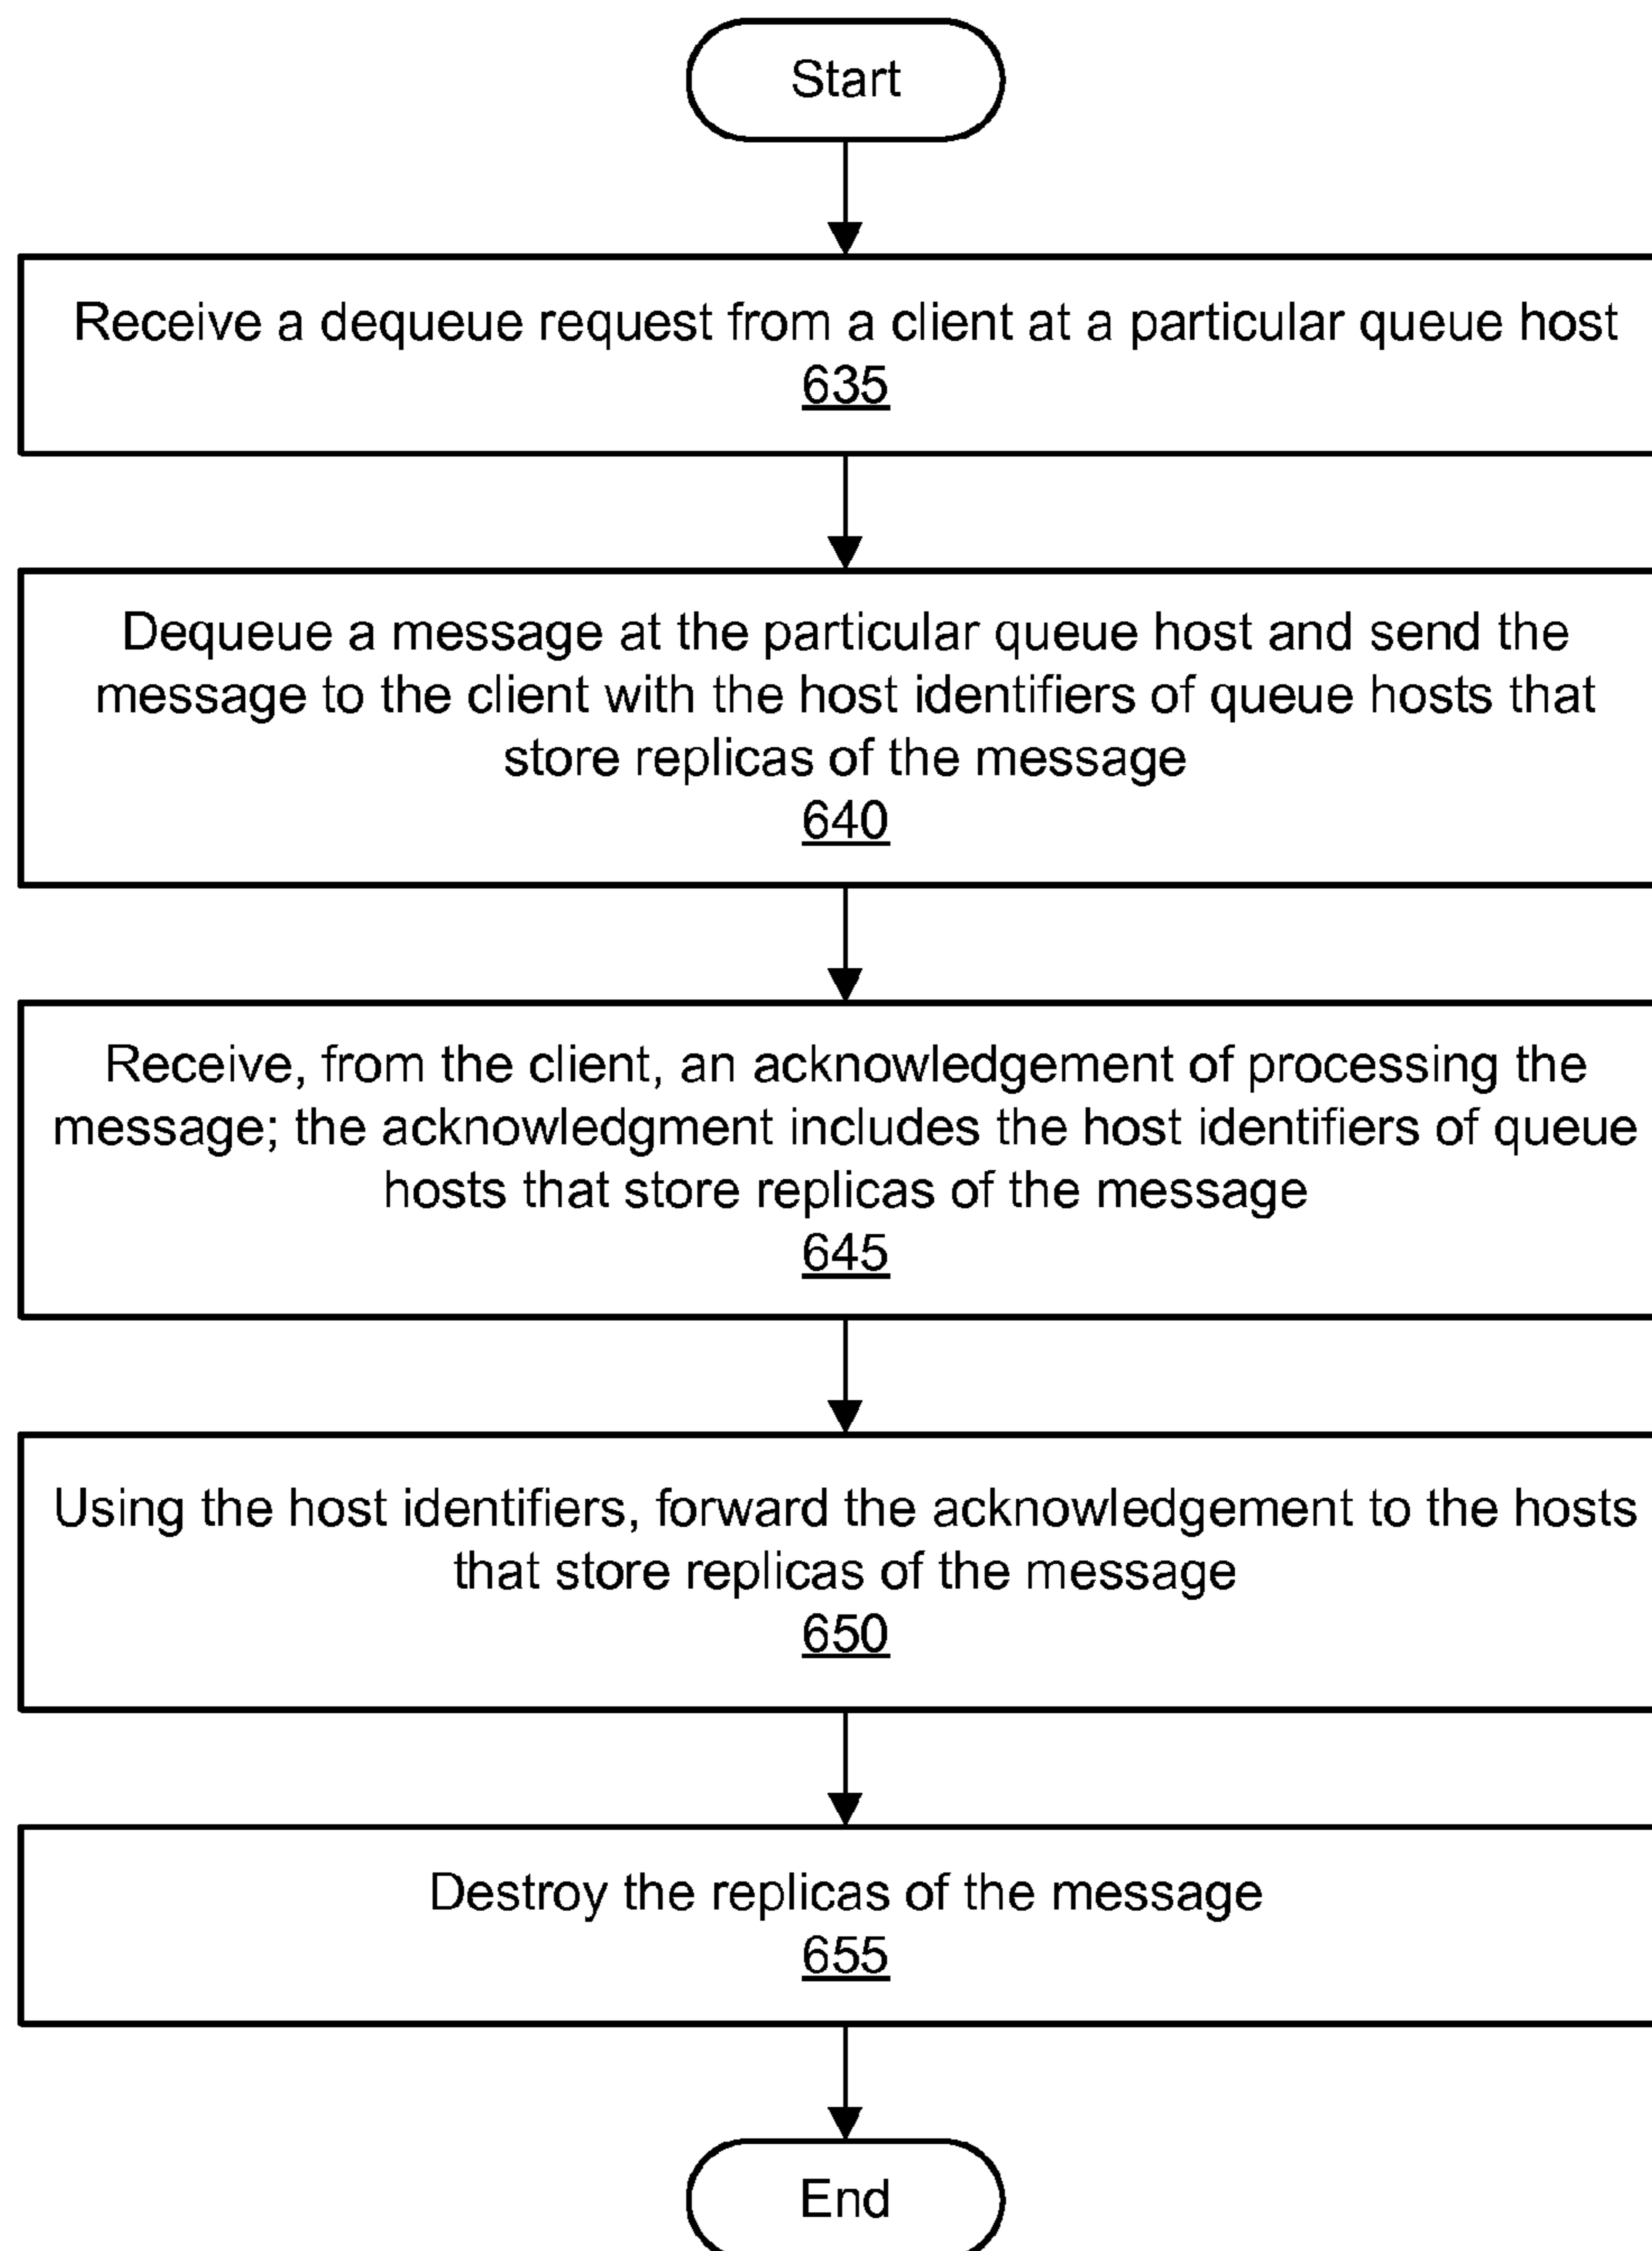 Start
Receive a dequeue request from a client at a particular queue host
635
Dequeue a message at the particular queue host and send the
message to the client with the host identifiers of queue hosts that
store replicas of the message
640
Receive, from the client, an acknowledgement of processing the
message; the acknowledgment includes the host identifiers of queue
hosts that store replicas of the message
645
Using the host identifiers, forward the acknowledgement to the hosts
that store replicas of the message
650
Destroy the replicas of the message
655
End